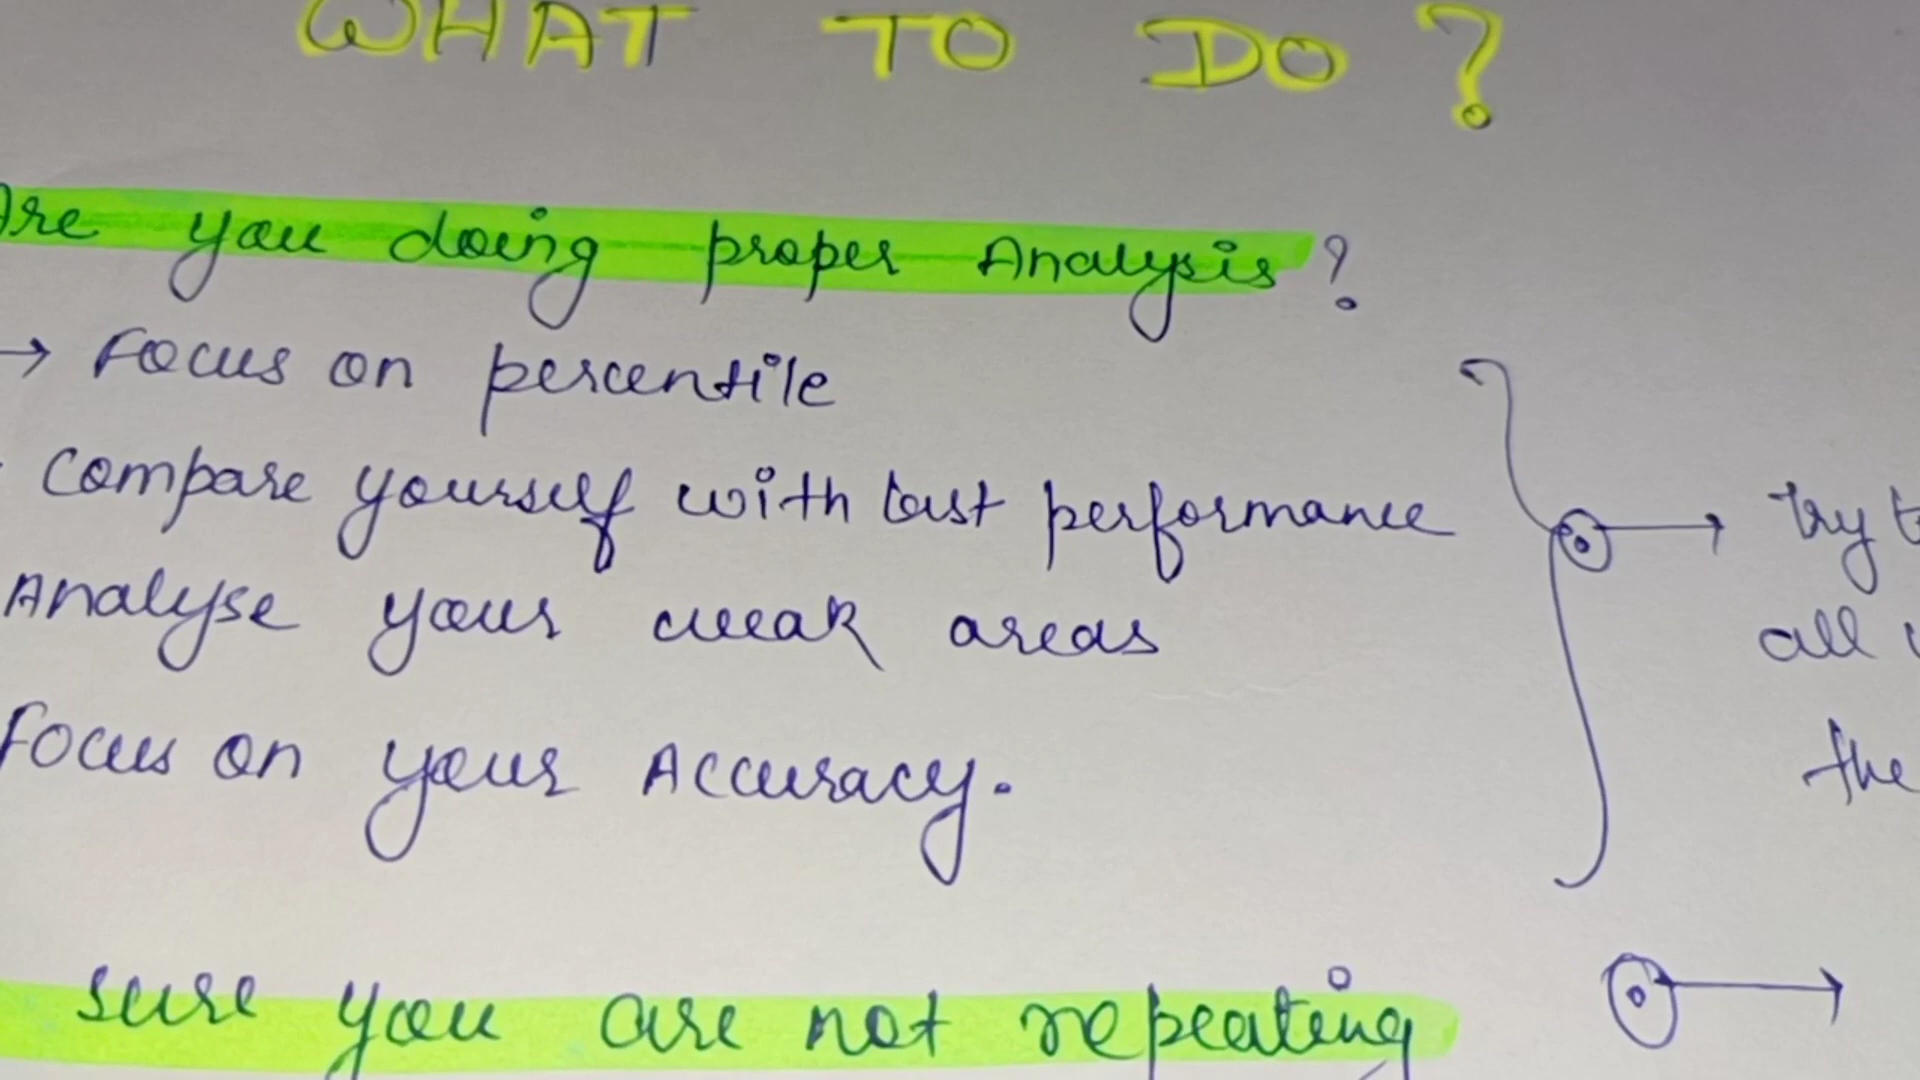 WHAT TO DO?
Are you doing proper Analysis?
→ Focus on percentile
Compare yourself with last performance
Analyse your weak areas
Focus on your Accuracy.
→ Try
all
the
sure you are not repeating